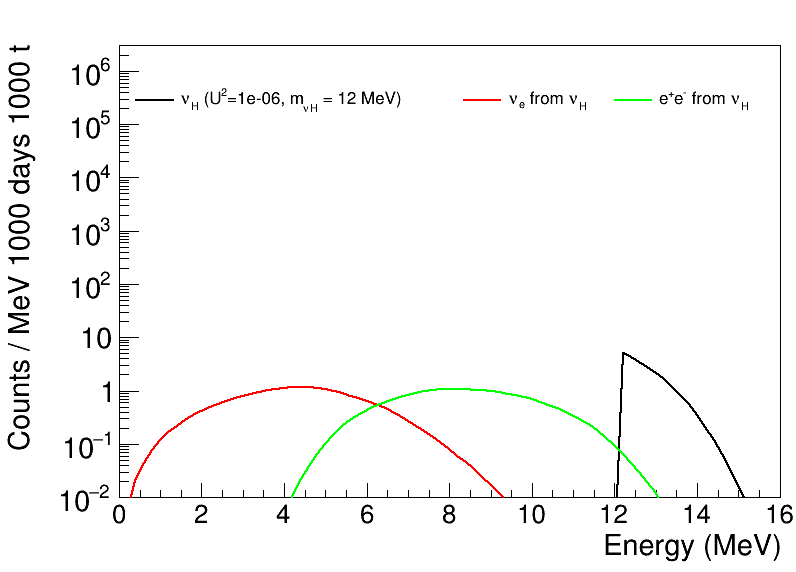 Counts / MeV 1000 days 1000 t
10⁶
10⁵
10⁴
10³
10²
10
1
10⁻¹
10⁻²
ν_H (U²=1e-06, m_νH = 12 MeV)
ν_e from ν_H
e⁺e⁻ from ν_H
0 2 4 6 8 10 12 14 16
Energy (MeV)